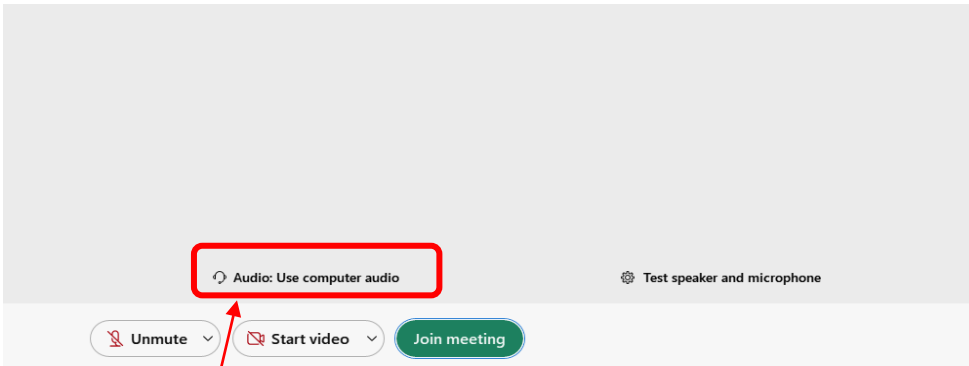 Audio: Use computer audio
Test speaker and microphone
Unmute
Start video
Join meeting